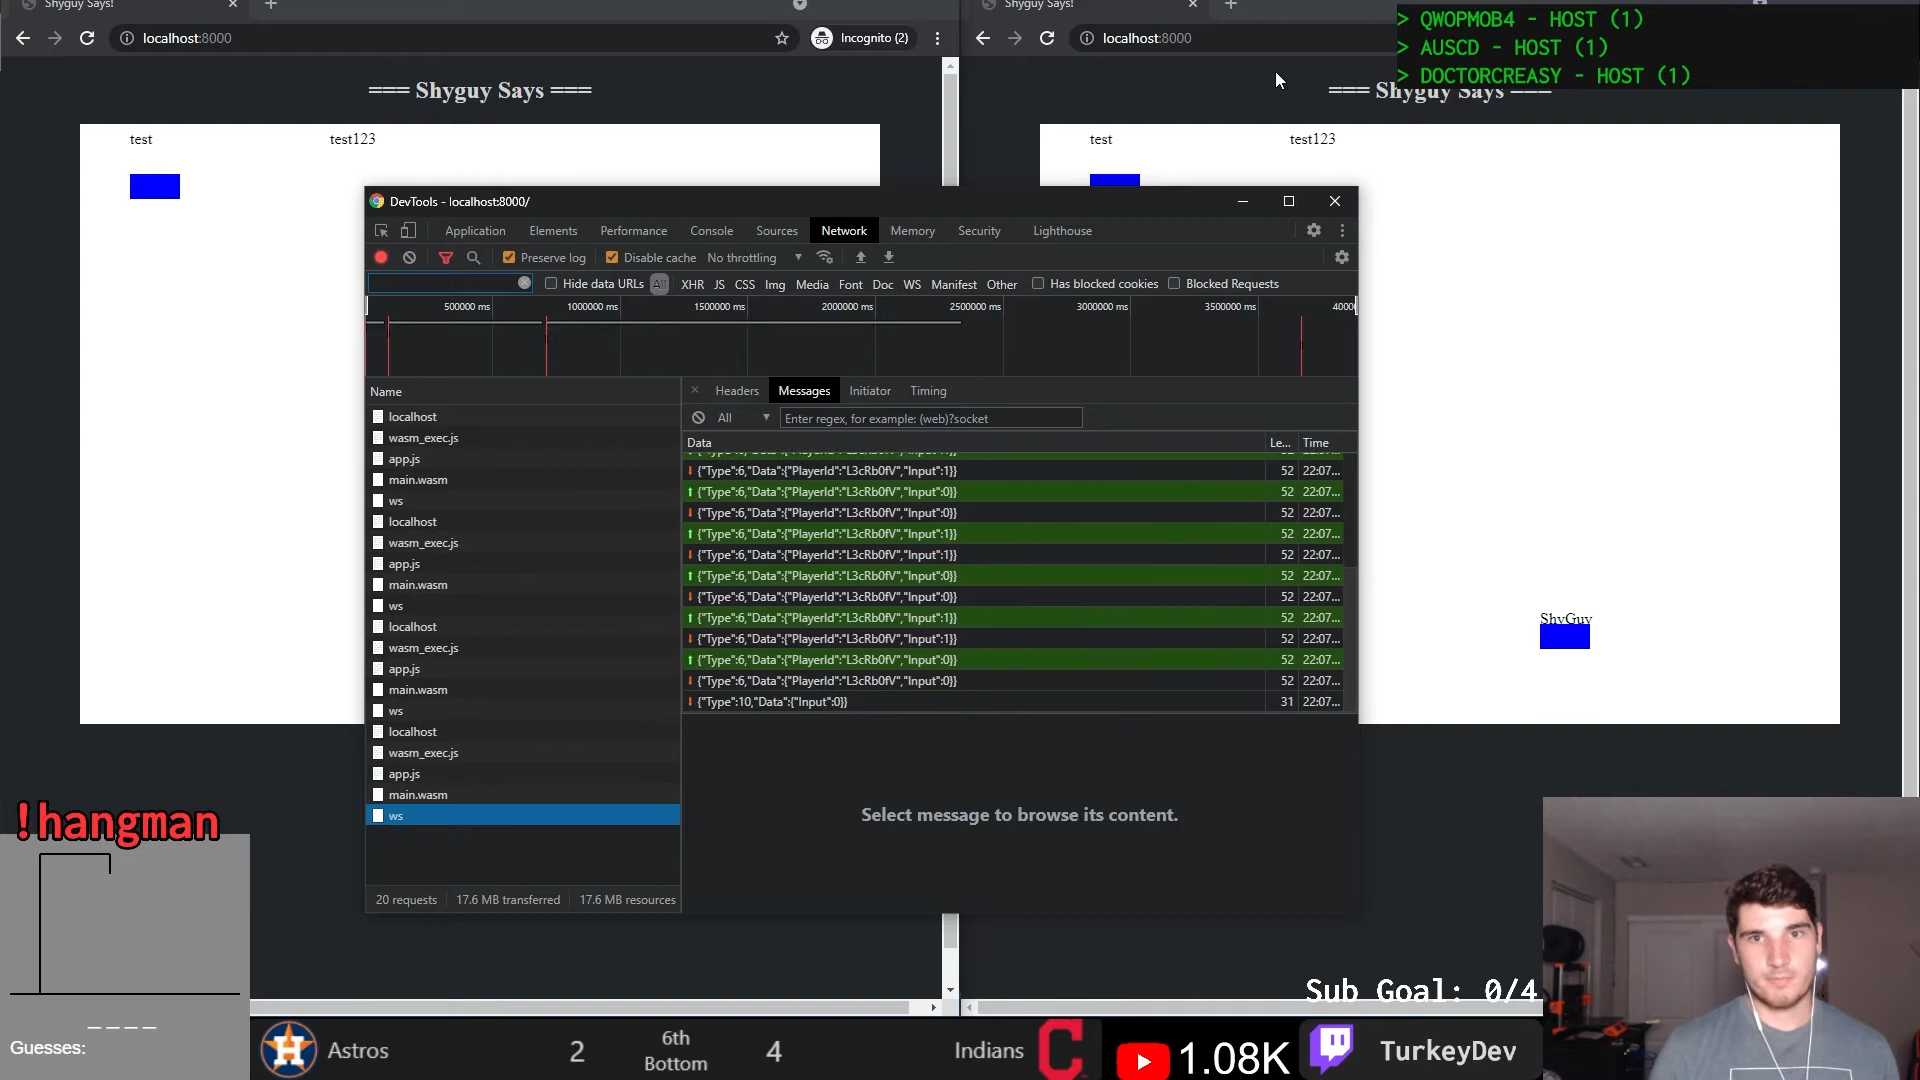 Shyguy Says!
Shyguy Says!
localhost:8000
Incognito (2)
localhost:8000
> QWOPMOB4 - HOST (1)
> AUSCD - HOST (1)
> DOCTORCREASY - HOST (1)
=== Shyguy Says ===
=== Shyguy Says ===
test
test123
test
test123
DevTools - localhost:8000/
Application
Elements
Performance
Console
Sources
Network
Memory
Security
Lighthouse
Preserve log
Disable cache
No throttling
Hide data URLs
All
XHR
JS
CSS
Img
Media
Font
Doc
WS
Manifest
Other
Has blocked cookies
Blocked Requests
500000 ms
1000000 ms
1500000 ms
2000000 ms
2500000 ms
3000000 ms
3500000 ms
40000
Name
localhost
wasm_exec.js
app.js
main.wasm
ws
localhost
wasm_exec.js
app.js
main.wasm
ws
localhost
wasm_exec.js
app.js
main.wasm
ws
localhost
wasm_exec.js
app.js
main.wasm
ws
20 requests
17.6 MB transferred
17.6 MB resources
Headers
Messages
Initiator
Timing
All
Enter regex, for example: (web)?socket
Data
Le...
Time
{"Type":6,"Data":{"PlayerId":"L3cRb0fV","Input":1}} 52 22:07...
{"Type":6,"Data":{"PlayerId":"L3cRb0fV","Input":0}} 52 22:07...
{"Type":6,"Data":{"PlayerId":"L3cRb0fV","Input":0}} 52 22:07...
{"Type":6,"Data":{"PlayerId":"L3cRb0fV","Input":1}} 52 22:07...
{"Type":6,"Data":{"PlayerId":"L3cRb0fV","Input":1}} 52 22:07...
{"Type":6,"Data":{"PlayerId":"L3cRb0fV","Input":0}} 52 22:07...
{"Type":6,"Data":{"PlayerId":"L3cRb0fV","Input":0}} 52 22:07...
{"Type":6,"Data":{"PlayerId":"L3cRb0fV","Input":1}} 52 22:07...
{"Type":6,"Data":{"PlayerId":"L3cRb0fV","Input":1}} 52 22:07...
{"Type":6,"Data":{"PlayerId":"L3cRb0fV","Input":0}} 52 22:07...
{"Type":6,"Data":{"PlayerId":"L3cRb0fV","Input":0}} 52 22:07...
{"Type":10,"Data":{"Input":0}} 31 22:07...
Select message to browse its content.
ShyGuy
!hangman
_ _ _ _
Guesses:
Sub Goal: 0/4
Astros
2
6th
Bottom
4
Indians
1.08K
TurkeyDev